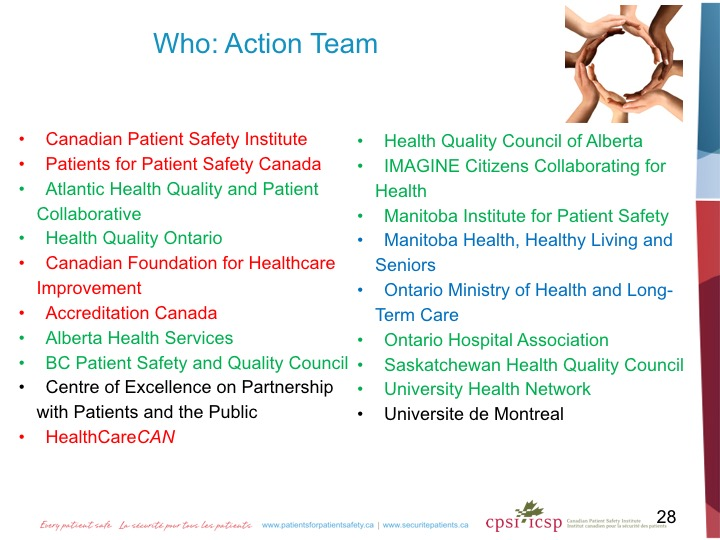 Who: Action Team
• Canadian Patient Safety Institute
• Patients for Patient Safety Canada
• Atlantic Health Quality and Patient
Collaborative
• Health Quality Ontario
• Canadian Foundation for Healthcare
Improvement
• Accreditation Canada
• Alberta Health Services
• BC Patient Safety and Quality Council
• Centre of Excellence on Partnership
with Patients and the Public
• HealthCareCAN
• Health Quality Council of Alberta
• IMAGINE Citizens Collaborating for
Health
• Manitoba Institute for Patient Safety
• Manitoba Health, Healthy Living and
Seniors
• Ontario Ministry of Health and Long-
Term Care
• Ontario Hospital Association
• Saskatchewan Health Quality Council
• University Health Network
• Universite de Montreal
Every patient safe La sécurité pour tous les patients
www.patientsforpatientsafety.ca | www.securitepatients.ca
cpsi icsp
Canadian Patient Safety Institute
Institut canadien pour la sécurité des patients
28